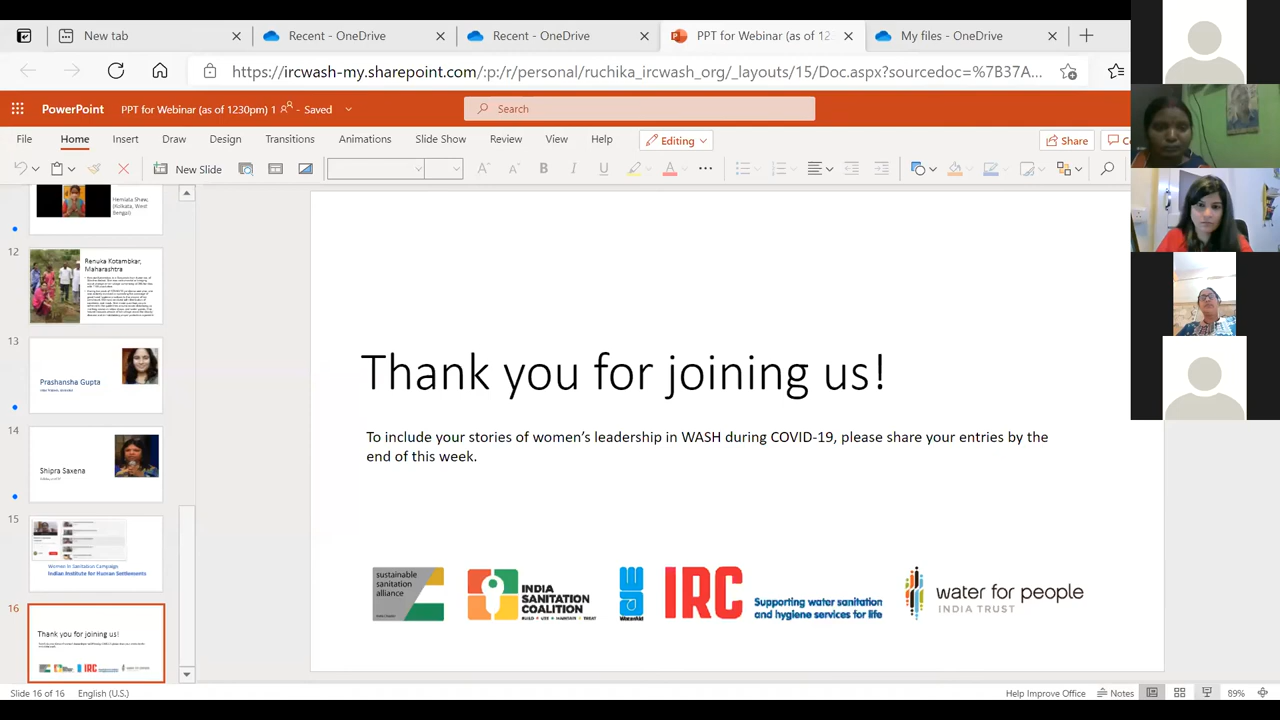 New tab
Recent - OneDrive
Recent - OneDrive
PPT for Webinar (as of 123
My files - OneDrive
https://ircwash-my.sharepoint.com/:p:/r/personal/ruchika_ircwash_org/_layouts/15/Doc.aspx?sourcedoc=%7B37A...
PowerPoint
PPT for Webinar (as of 1230pm) 1
- Saved
Search
File
Home
Insert
Draw
Design
Transitions
Animations
Slide Show
Review
View
Help
Editing
Share
New Slide
B I U
Hemlata Shaw,
(Kolkata, West
Bengal)
12
Renuka Kotambkar,
Maharashtra
13
Prashansha Gupta
14
Shipra Saxena
15
Women in Sanitation Campaign
Indian Institute for Human Settlements
16
Thank you for joining us!
Thank you for joining us!
To include your stories of women’s leadership in WASH during COVID-19, please share your entries by the
end of this week.
sustainable
sanitation
alliance
INDIA
SANITATION
COALITION
BUILD • USE • MAINTAIN • TREAT
WaterAid
IRC
Supporting water sanitation
and hygiene services for life
water for people
INDIA TRUST
Slide 16 of 16
English (U.S.)
Help Improve Office
Notes
89%